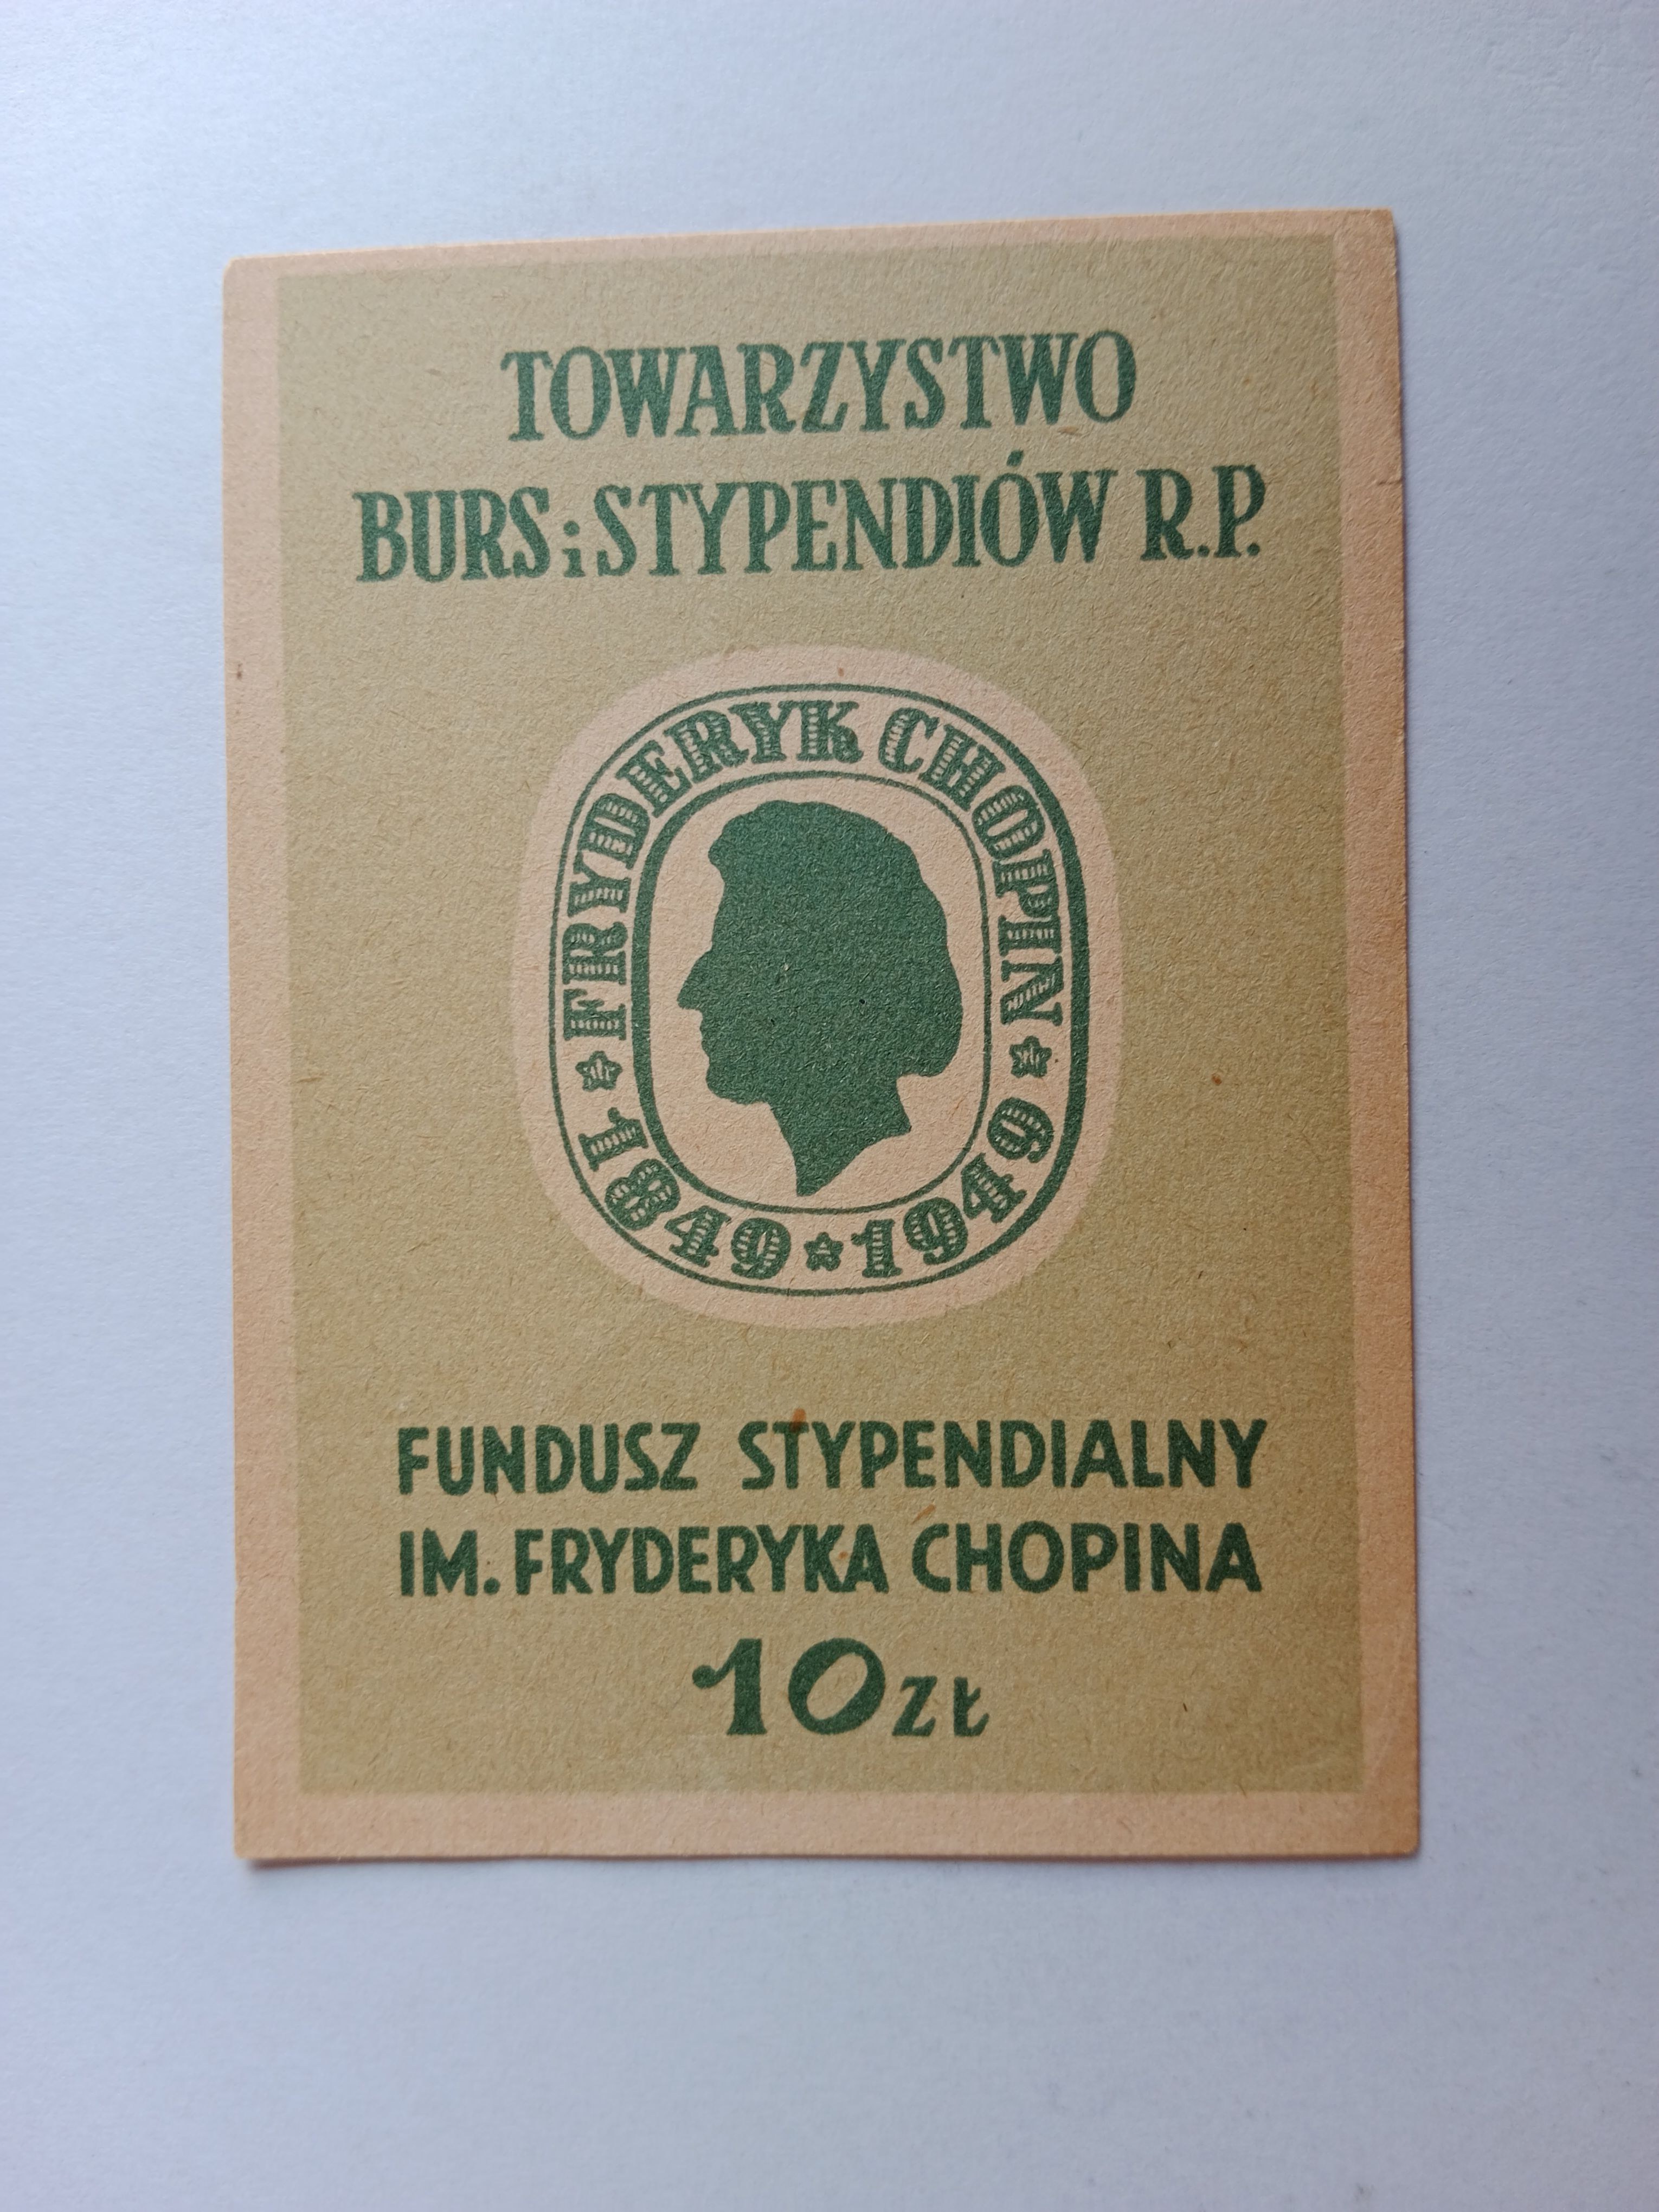 TOWARZYSTWO
BURS i STYPENDIÓW R.P.
★ FRYDERYK CHOPIN ★
1849 ★ 1949
FUNDUSZ STYPENDIALNY
IM. FRYDERYKA CHOPINA
10 ZŁ